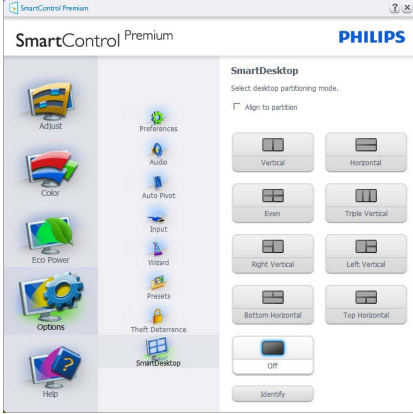 SmartControl Premium
SmartControl Premium
PHILIPS
Adjust
Color
Eco Power
Options
Help
Preferences
Audio
Auto Pivot
Input
Wizard
Presets
Theft Deterrence
SmartDesktop
SmartDesktop
Select desktop partitioning mode.
Align to partition
Vertical
Horizontal
Even
Triple Vertical
Right Vertical
Left Vertical
Bottom Horizontal
Top Horizontal
Off
Identify